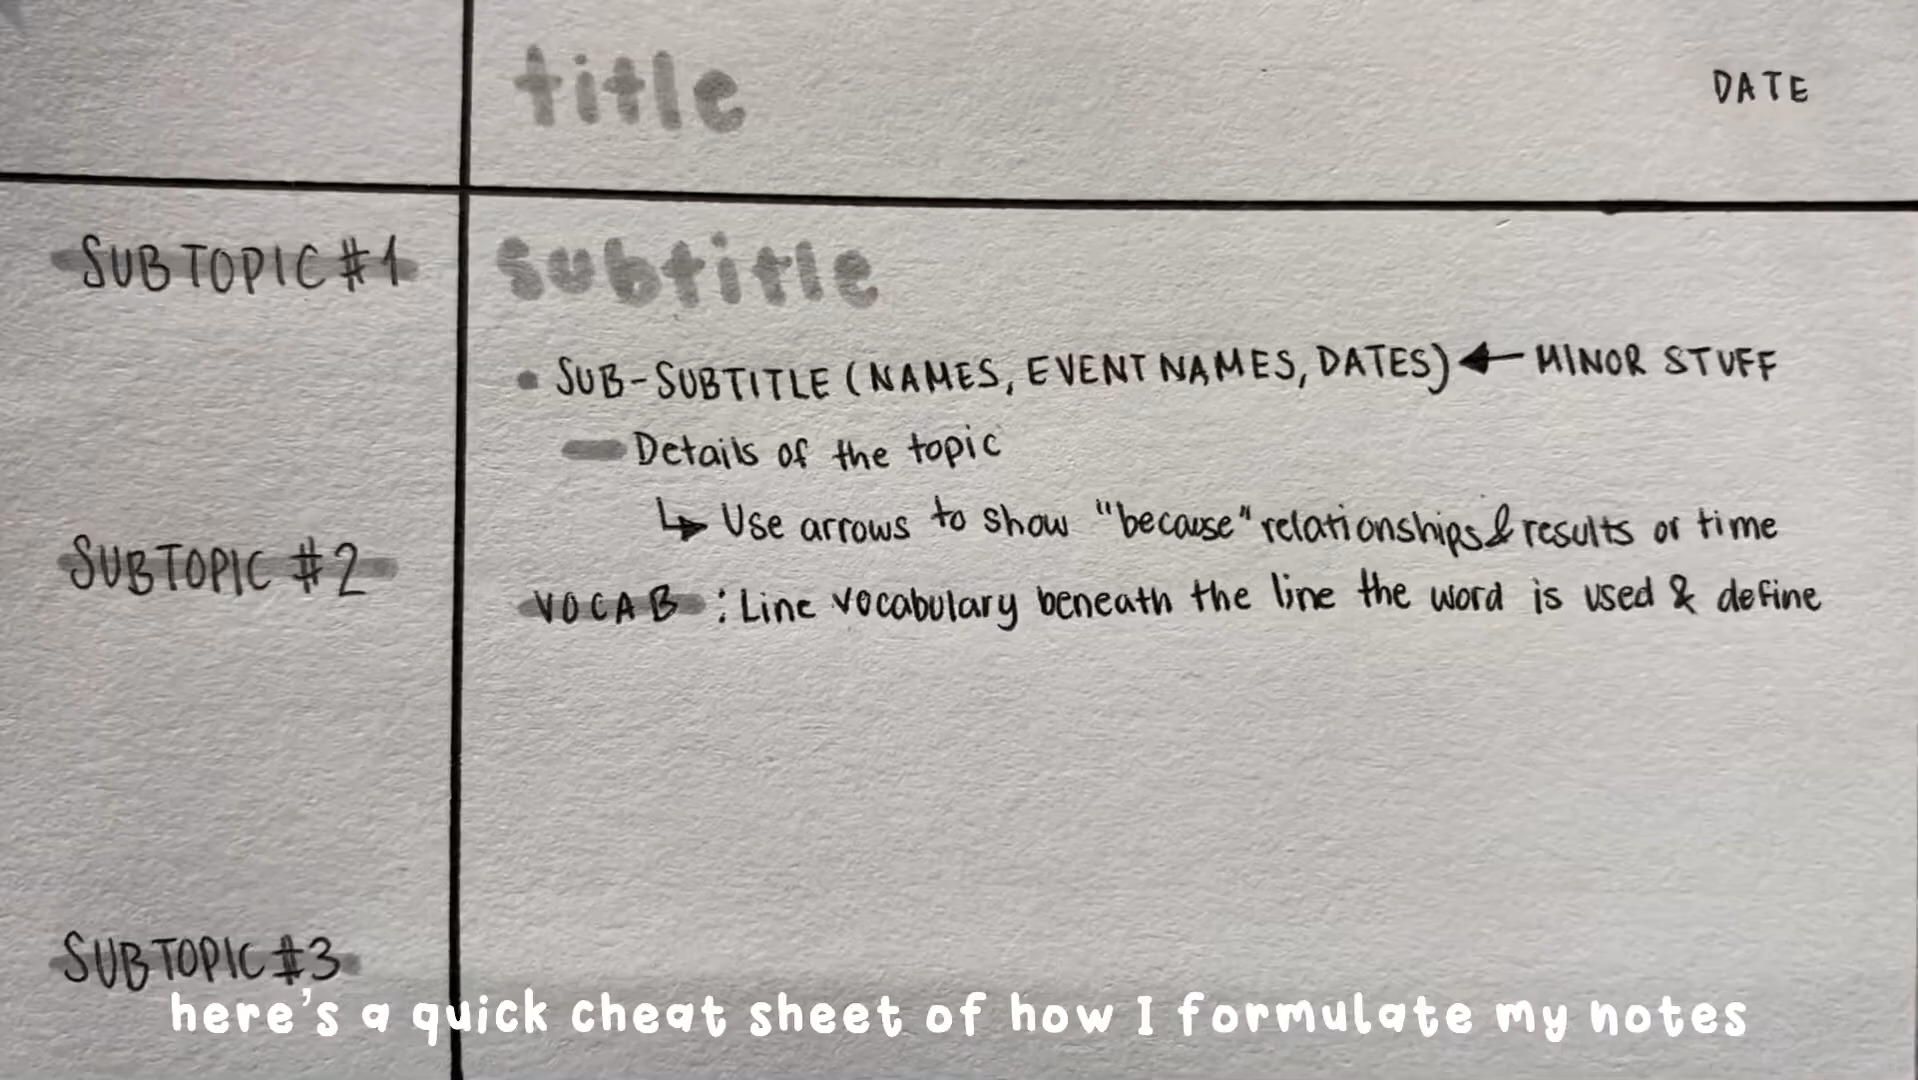 title
DATE
SUBTOPIC #1
subtitle
• SUB-SUBTITLE (NAMES, EVENT NAMES, DATES) ← MINOR STUFF
— Details of the topic
↳ Use arrows to show "because" relationships & results or time
SUBTOPIC #2
VOCAB : Line vocabulary beneath the line the word is used & define
SUBTOPIC #3
here's a quick cheat sheet of how I formulate my notes